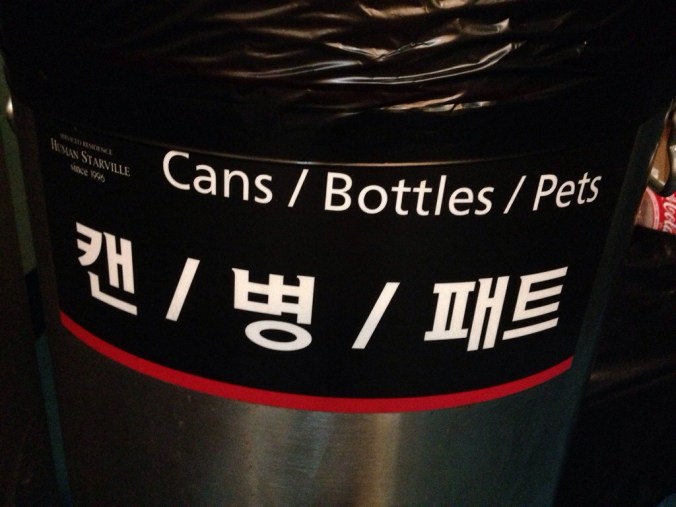 HUMAN STARVILLE
since 1996
Cans / Bottles / Pets
캔 / 병 / 패트